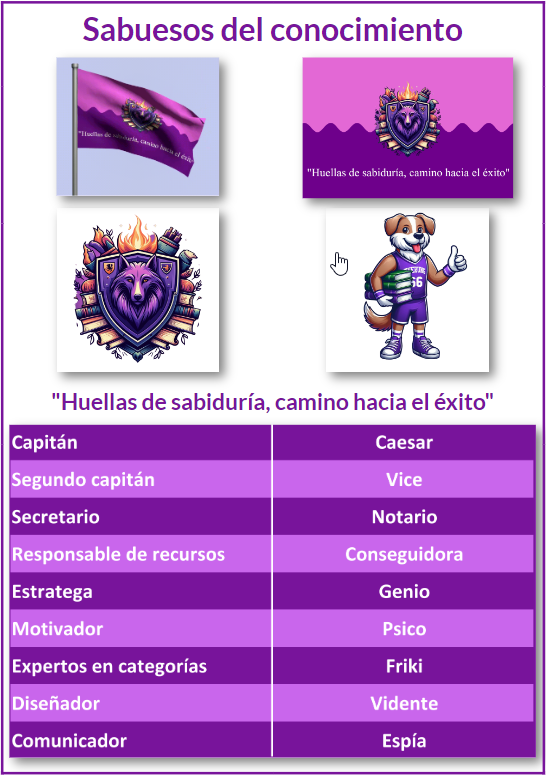 Sabuesos del conocimiento
"Huellas de sabiduría, camino hacia el éxito"
"Huellas de sabiduría, camino hacia el éxito"
66
"Huellas de sabiduría, camino hacia el éxito"
Capitán Caesar
Segundo capitán Vice
Secretario Notario
Responsable de recursos Conseguidora
Estratega Genio
Motivador Psico
Expertos en categorías Friki
Diseñador Vidente
Comunicador Espía